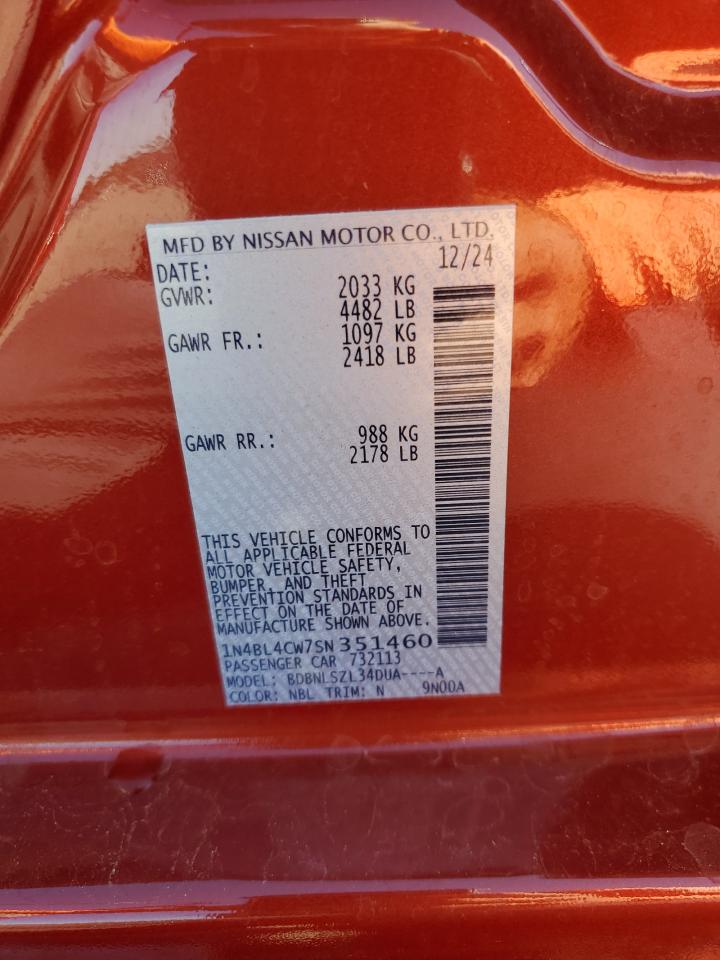 MFD BY NISSAN MOTOR CO., LTD.
DATE: 12/24
GVWR: 2033 KG
4482 LB
GAWR FR.: 1097 KG
2418 LB
GAWR RR.: 988 KG
2178 LB
THIS VEHICLE CONFORMS TO
ALL APPLICABLE FEDERAL
MOTOR VEHICLE SAFETY,
BUMPER, AND THEFT
PREVENTION STANDARDS IN
EFFECT ON THE DATE OF
MANUFACTURE SHOWN ABOVE.
1N4BL4CW7SN351460
PASSENGER CAR 732113
MODEL: BDBNLSZL34DUA----A
COLOR: NBL TRIM: N 9N00A